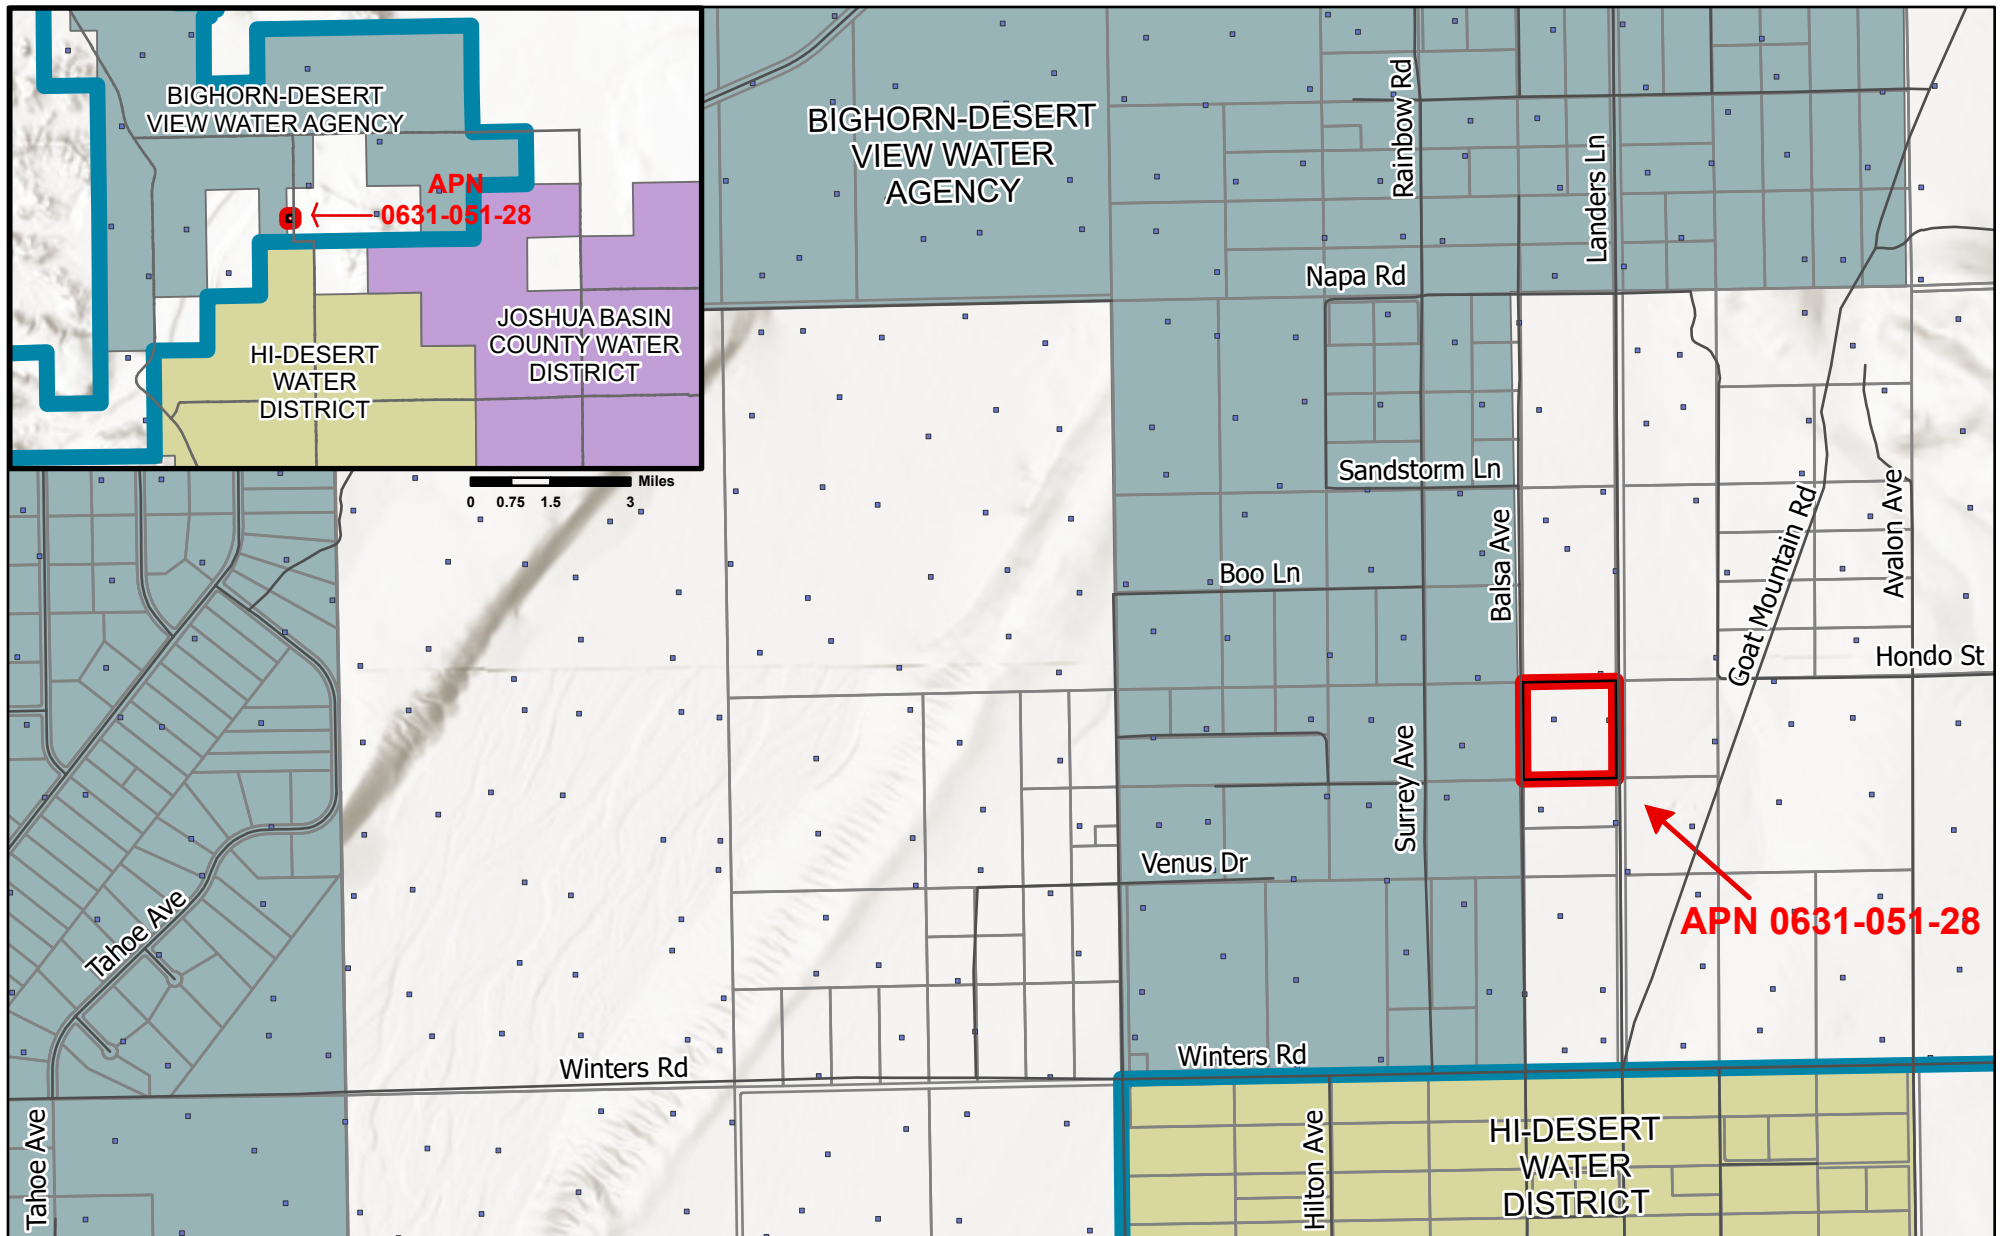 BIGHORN-DESERT
VIEW WATER AGENCY
APN
0631-051-28
JOSHUA BASIN
COUNTY WATER
DISTRICT
HI-DESERT
WATER
DISTRICT
Miles
0 0.75 1.5 3
BIGHORN-DESERT
VIEW WATER
AGENCY
Rainbow Rd
Landers Ln
Napa Rd
Sandstorm Ln
Balsa Ave
Boo Ln
Goat Mountain Rd
Avalon Ave
Hondo St
Surrey Ave
Venus Dr
APN 0631-051-28
Tahoe Ave
Winters Rd
Winters Rd
Tahoe Ave
Hilton Ave
HI-DESERT
WATER
DISTRICT